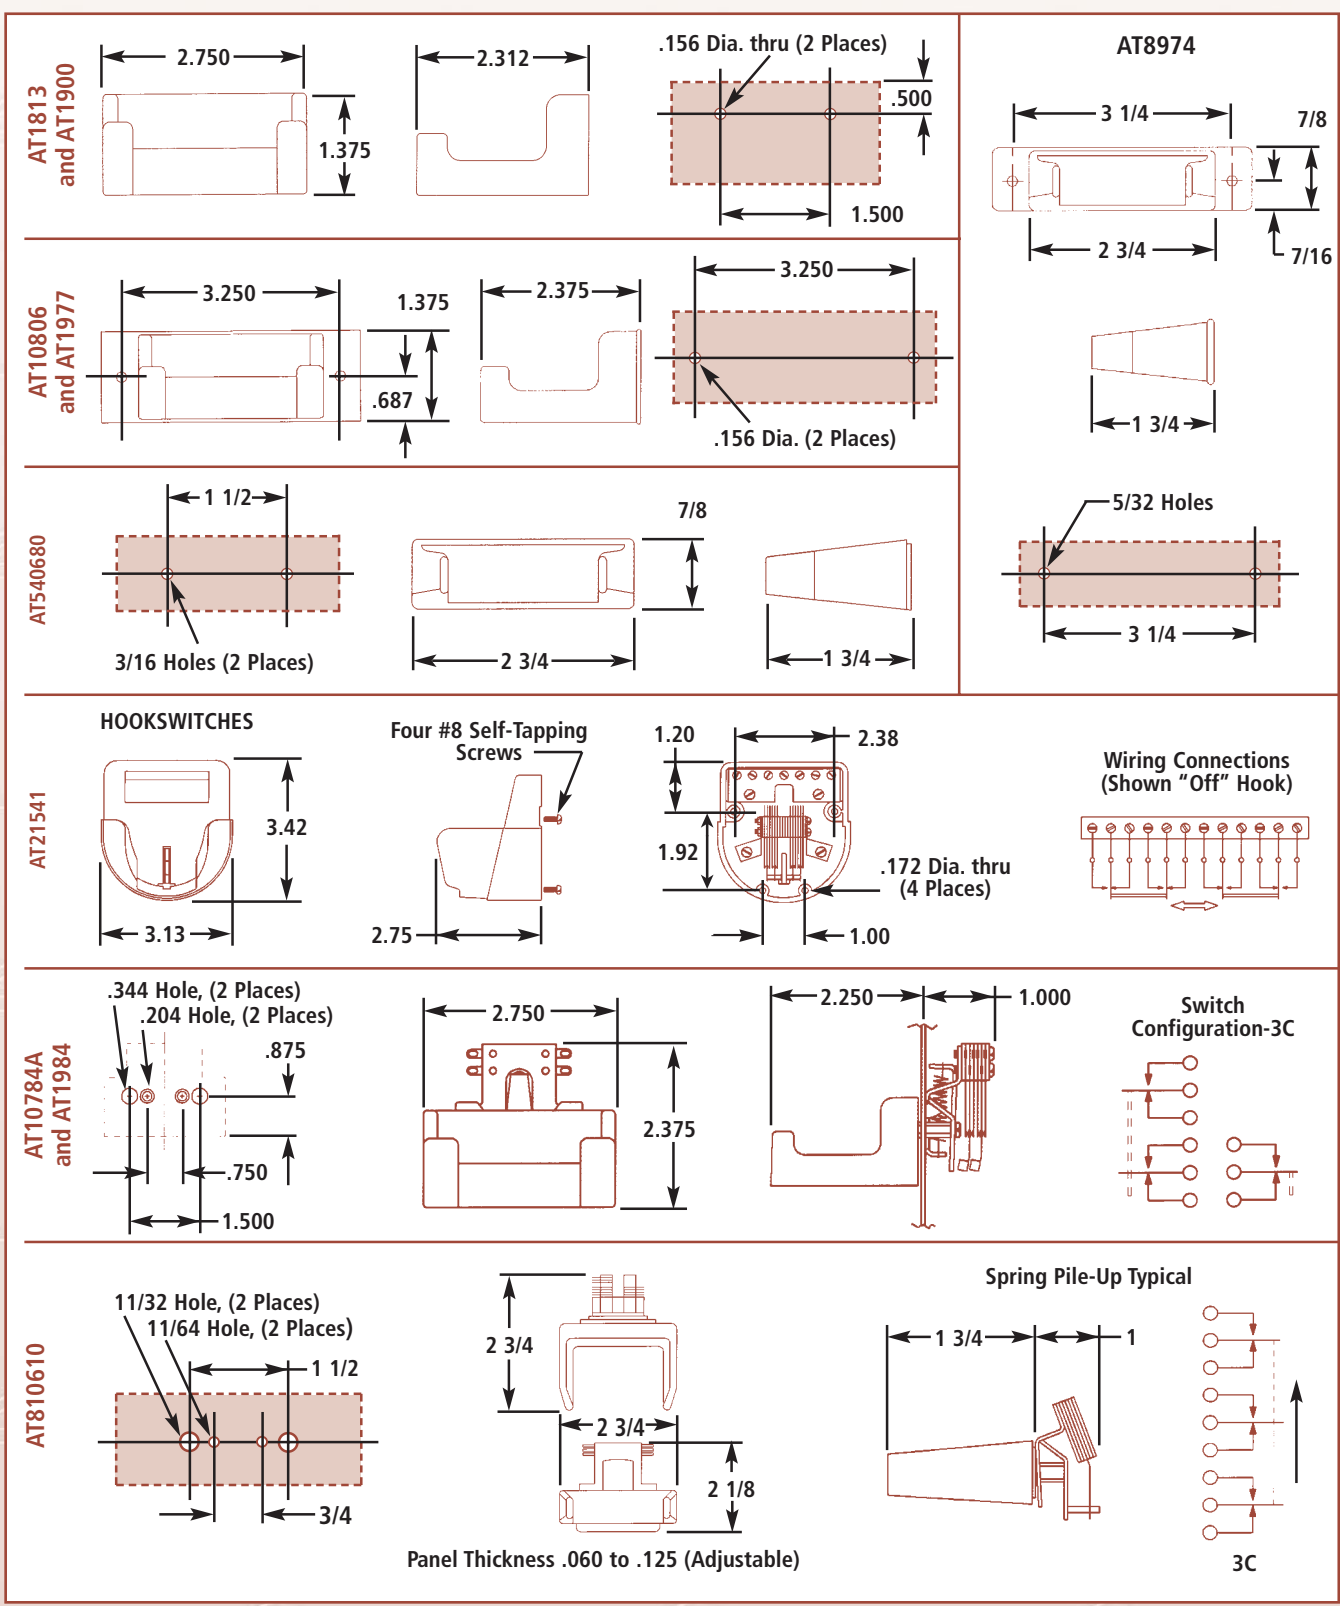 AT1813
and AT1900
2.750
1.375
2.312
.156 Dia. thru (2 Places)
.500
1.500
AT8974
3 1/4
7/8
2 3/4
7/16
1 3/4
5/32 Holes
3 1/4
AT10806
and AT1977
3.250
1.375
.687
2.375
3.250
.156 Dia. (2 Places)
AT540680
1 1/2
3/16 Holes (2 Places)
7/8
2 3/4
1 3/4
HOOKSWITCHES
AT21541
3.42
3.13
Four #8 Self-Tapping
Screws
2.75
1.20
2.38
1.92
.172 Dia. thru
(4 Places)
1.00
Wiring Connections
(Shown “Off” Hook)
AT10784A
and AT1984
.344 Hole, (2 Places)
.204 Hole, (2 Places)
.875
.750
1.500
2.750
2.375
2.250
1.000
Switch
Configuration-3C
AT810610
11/32 Hole, (2 Places)
11/64 Hole, (2 Places)
1 1/2
3/4
2 3/4
2 3/4
2 1/8
Panel Thickness .060 to .125 (Adjustable)
Spring Pile-Up Typical
1 3/4
1
3C